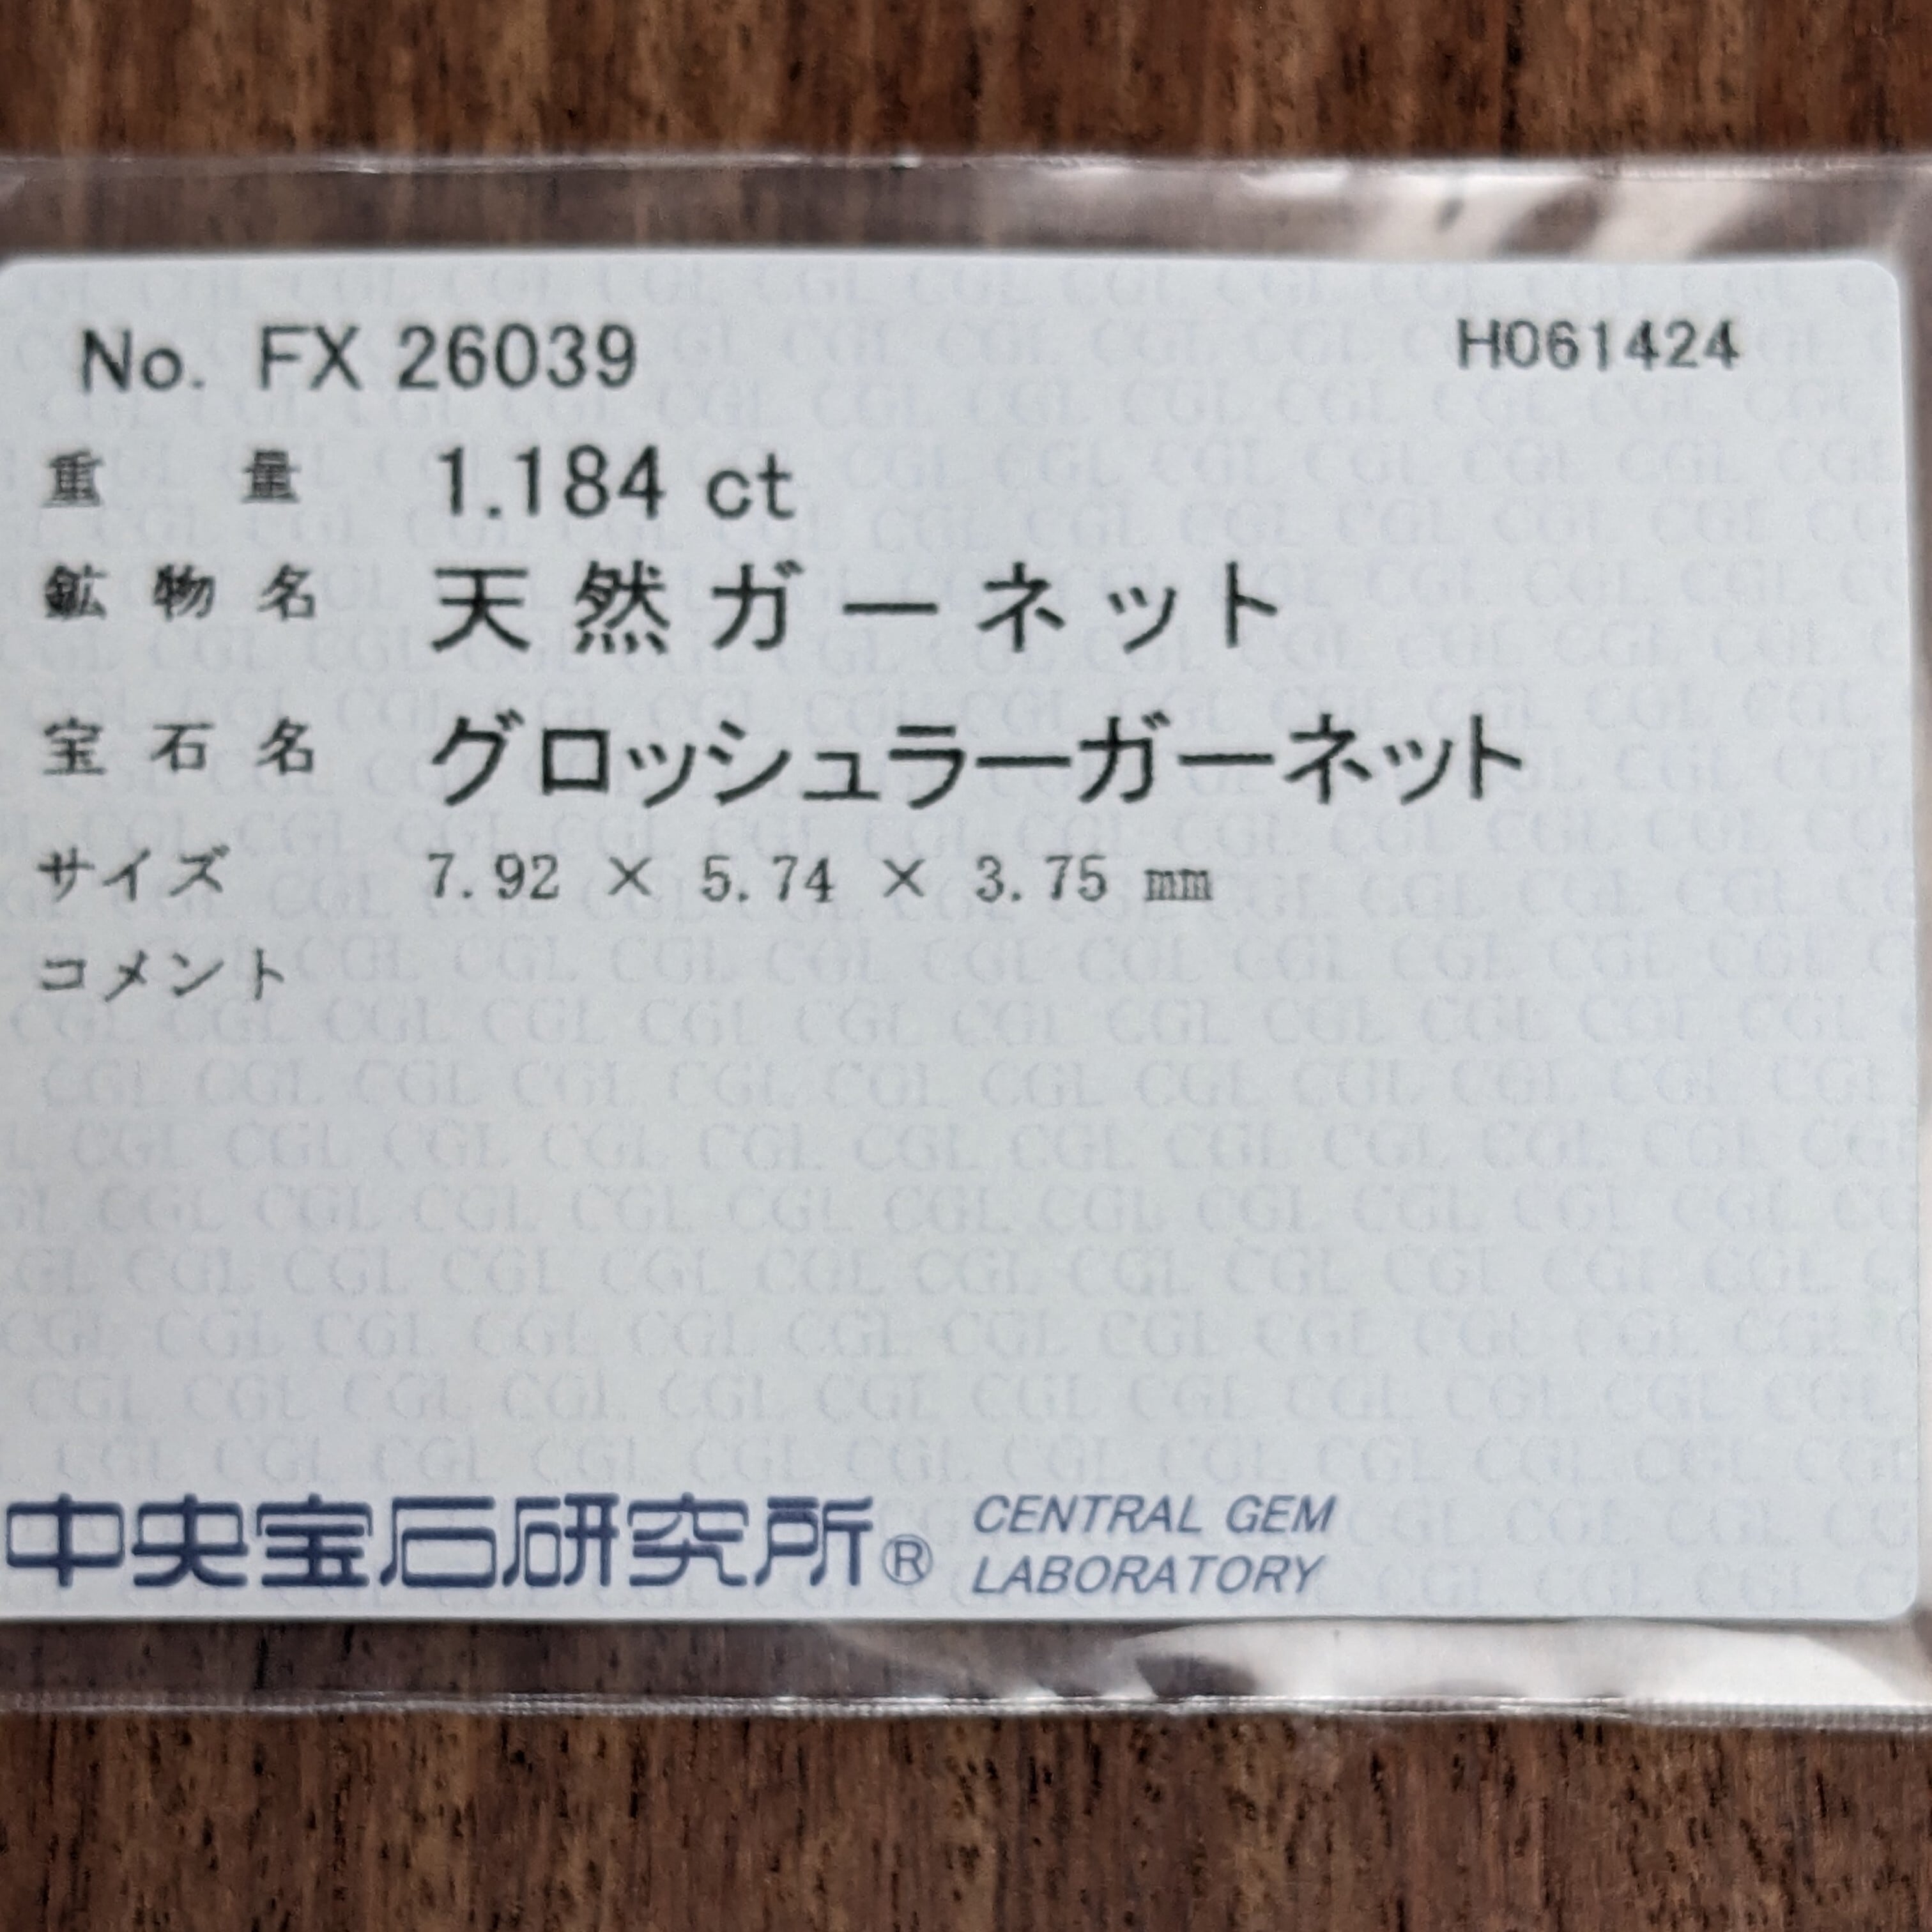 No. FX 26039 H061424
重量 1.184 ct
鉱物名 天然ガーネット
宝石名 グロッシュラーガーネット
サイズ 7.92 × 5.74 × 3.75 mm
コメント
中央宝石研究所® CENTRAL GEM
LABORATORY